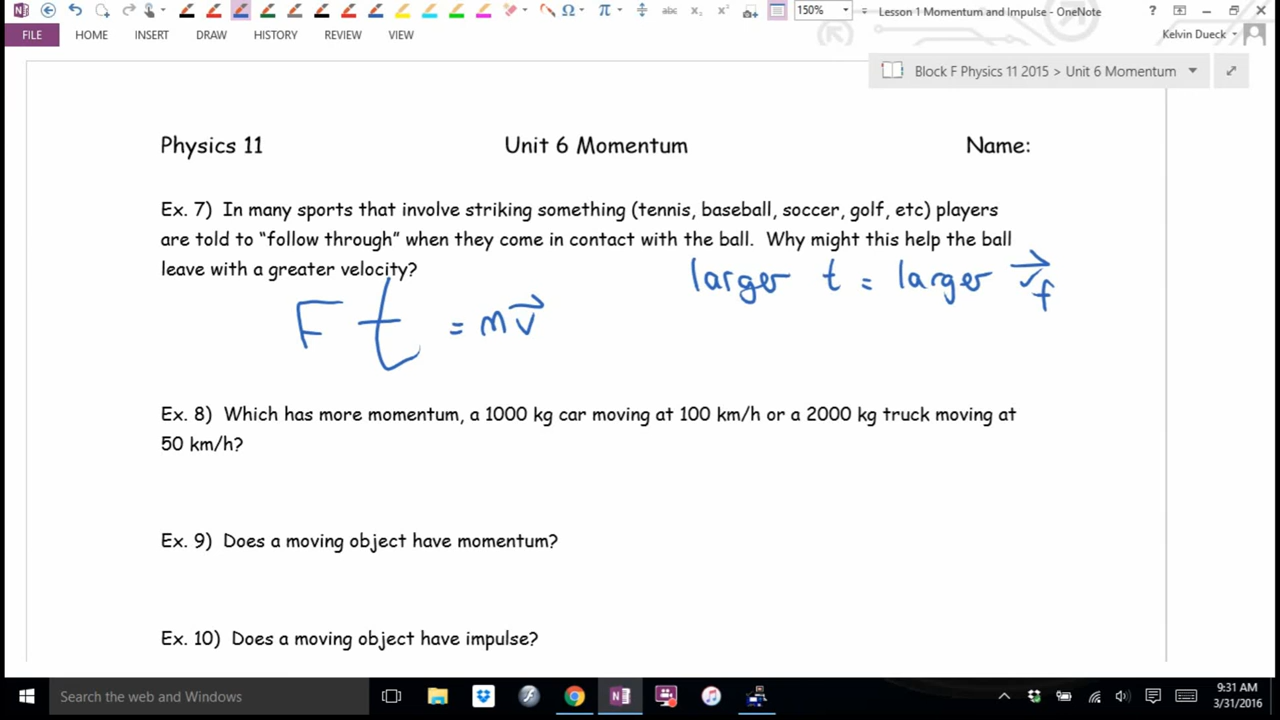 150%
Lesson 1 Momentum and Impulse - OneNote
FILE HOME INSERT DRAW HISTORY REVIEW VIEW
Kelvin Dueck
Block F Physics 11 2015 > Unit 6 Momentum
Physics 11 Unit 6 Momentum Name:
Ex. 7) In many sports that involve striking something (tennis, baseball, soccer, golf, etc) players
are told to “follow through” when they come in contact with the ball. Why might this help the ball
leave with a greater velocity?
larger t = larger v⃗f
F t = mv⃗
Ex. 8) Which has more momentum, a 1000 kg car moving at 100 km/h or a 2000 kg truck moving at
50 km/h?
Ex. 9) Does a moving object have momentum?
Ex. 10) Does a moving object have impulse?
Search the web and Windows
9:31 AM
3/31/2016